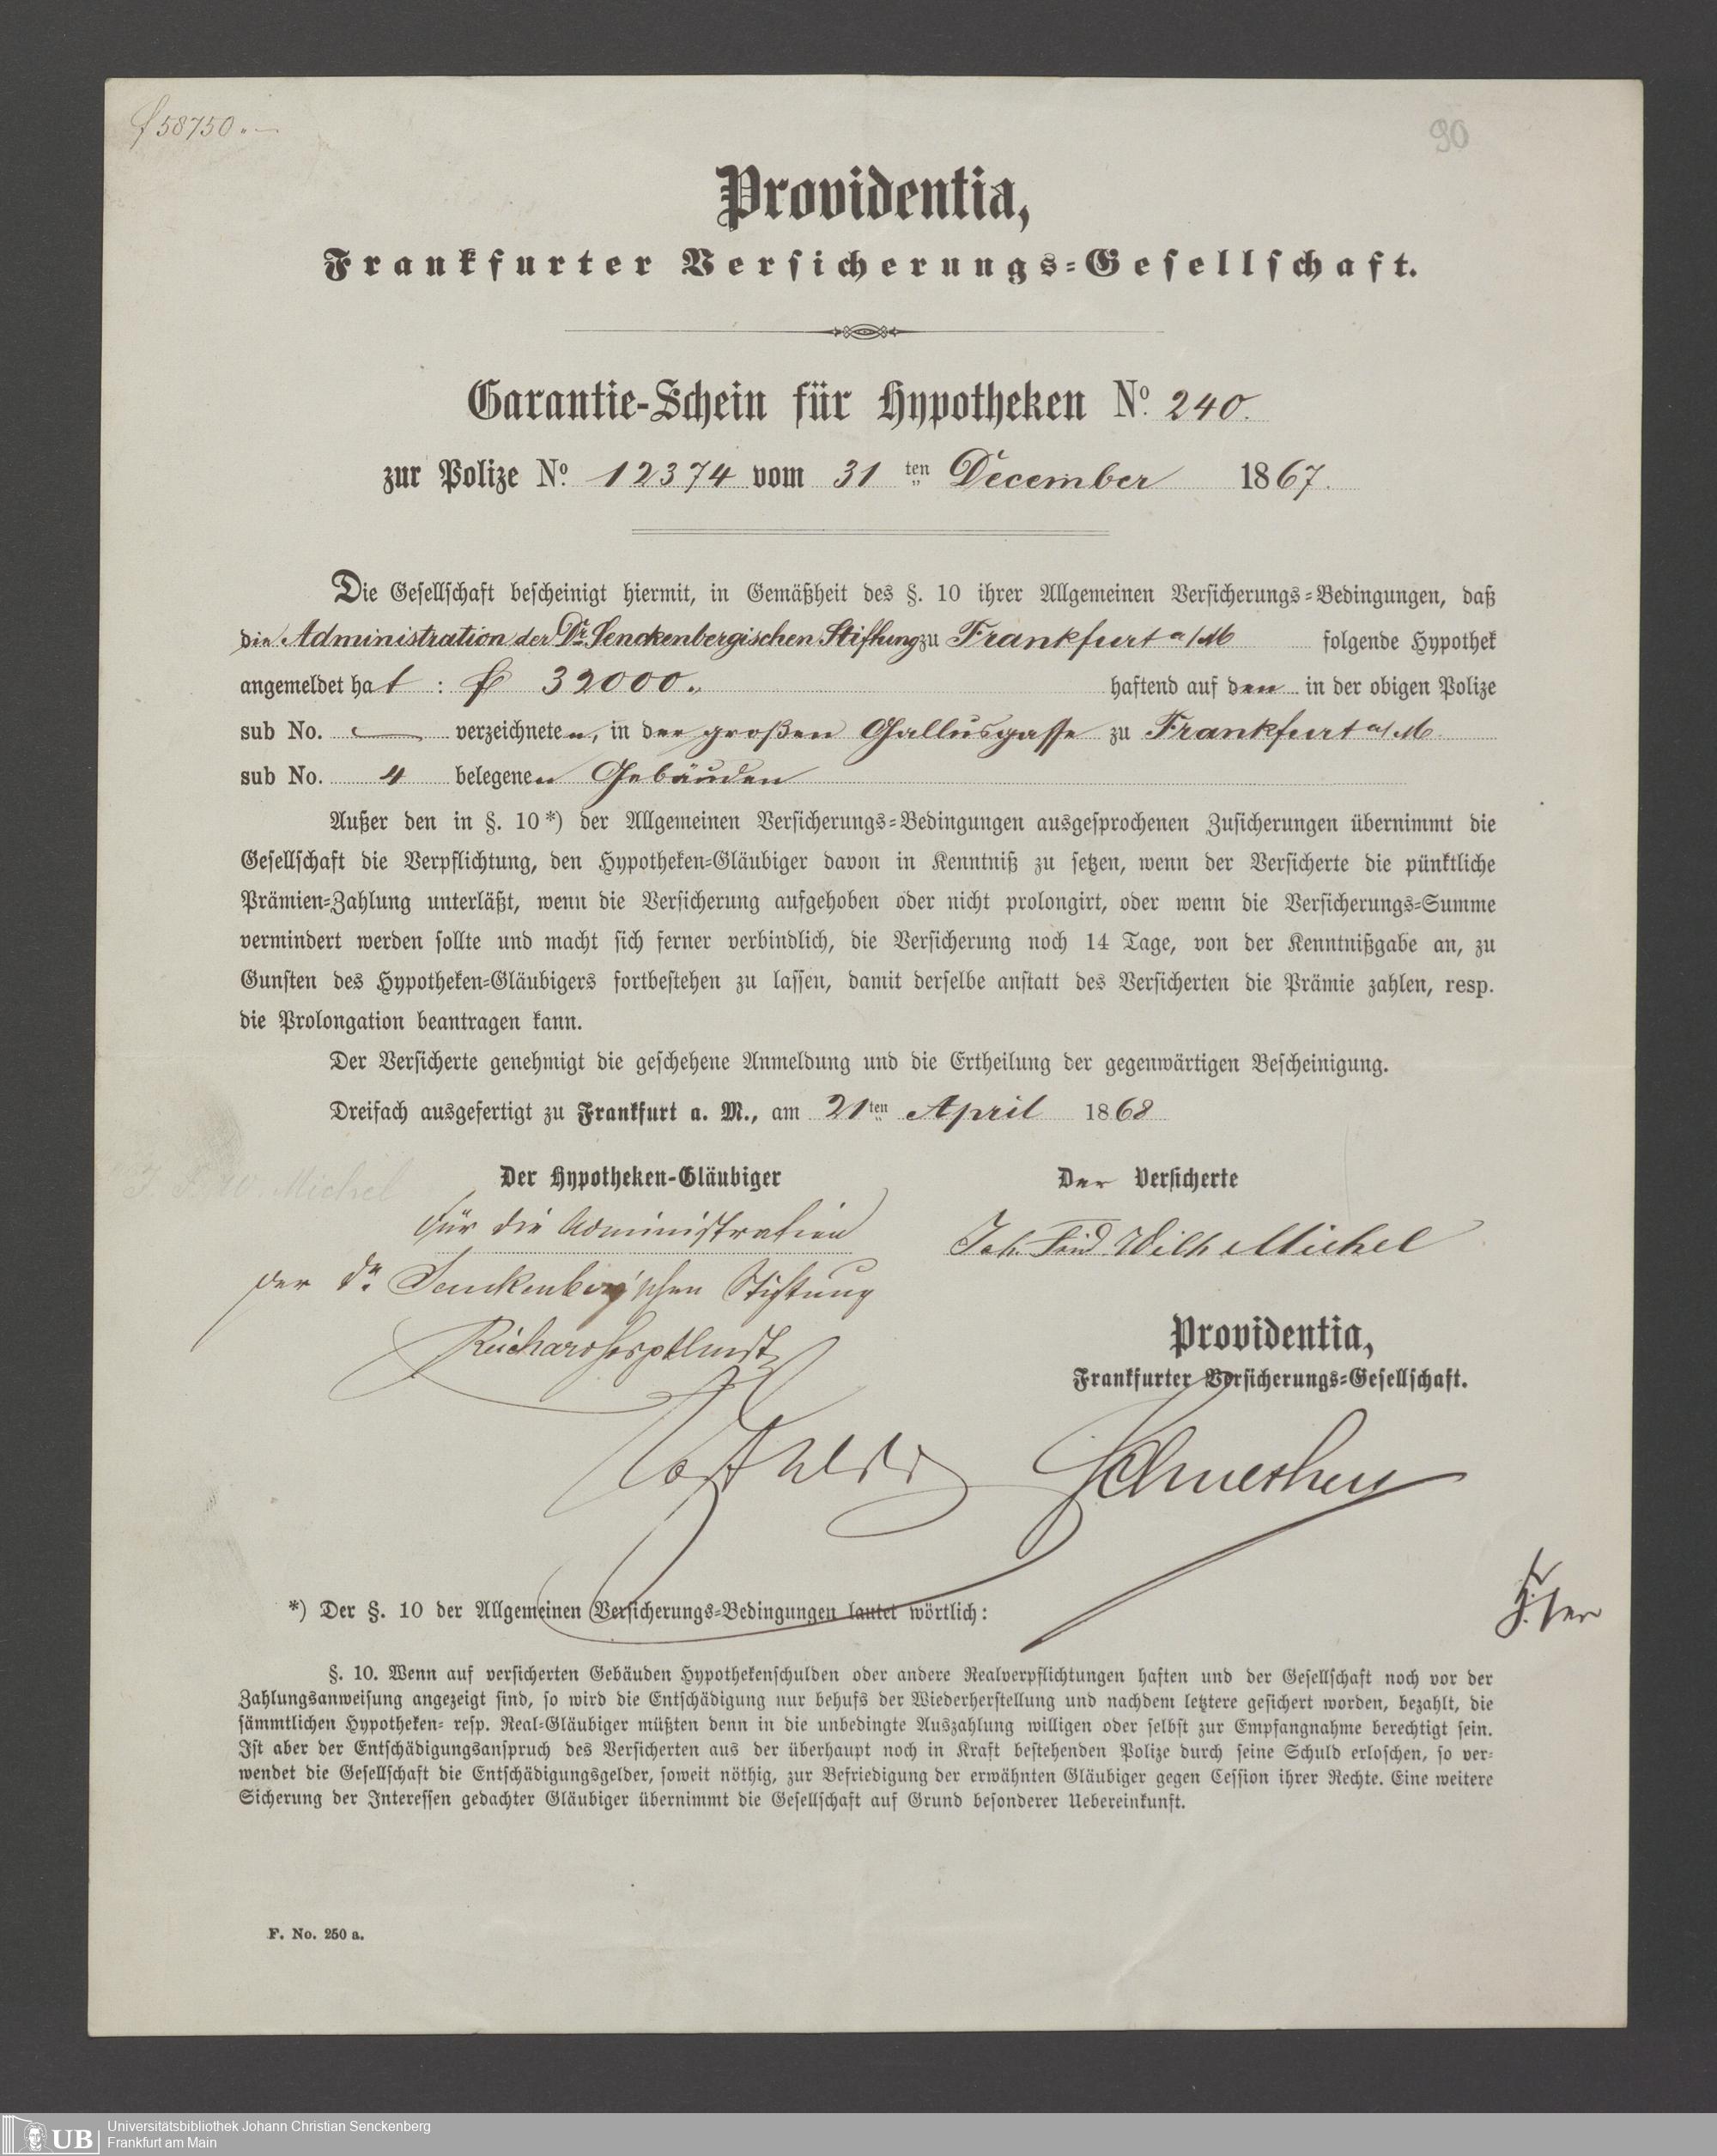 f 58750.—
90
Providentia,
Frankfurter Versicherungs-Gesellschaft.
Garantie-Schein für Hypotheken No. 240.
zur Polize No. 12374 vom 31ten December 1867.
Die Gesellschaft bescheinigt hiermit, in Gemäßheit des §. 10 ihrer Allgemeinen Versicherungs-Bedingungen, daß
die Administration der Dr. Senckenbergischen Stiftung zu Frankfurt a/M folgende Hypothek
angemeldet hat : f 32000.„ haftend auf den in der obigen Polize
sub No. — verzeichneten, in der großen Gallusgasse zu Frankfurt a/M.
sub No. 4 belegenen Gebäuden
Außer den in §. 10 *) der Allgemeinen Versicherungs-Bedingungen ausgesprochenen Zusicherungen übernimmt die
Gesellschaft die Verpflichtung, den Hypotheken-Gläubiger davon in Kenntniß zu setzen, wenn der Versicherte die pünktliche
Prämien-Zahlung unterläßt, wenn die Versicherung aufgehoben oder nicht prolongirt, oder wenn die Versicherungs-Summe
vermindert werden sollte und macht sich ferner verbindlich, die Versicherung noch 14 Tage, von der Kenntnißgabe an, zu
Gunsten des Hypotheken-Gläubigers fortbestehen zu lassen, damit derselbe anstatt des Versicherten die Prämie zahlen, resp.
die Prolongation beantragen kann.
Der Versicherte genehmigt die geschehene Anmeldung und die Ertheilung der gegenwärtigen Bescheinigung.
Dreifach ausgefertigt zu Frankfurt a. M., am 21ten April 1868
Der Hypotheken-Gläubiger
Der Versicherte
J. F. W. Michel
für die Administration
Joh. Frid. Wilh. Michel
der Dr. Senckenberg'schen Stiftung
Providentia,
Frankfurter Versicherungs-Gesellschaft.
*) Der §. 10 der Allgemeinen Versicherungs-Bedingungen lautet wörtlich:
§. 10. Wenn auf versicherten Gebäuden Hypothekenschulden oder andere Realverpflichtungen haften und der Gesellschaft noch vor der
Zahlungsanweisung angezeigt sind, so wird die Entschädigung nur behufs der Wiederherstellung und nachdem letztere gesichert worden, bezahlt, die
sämmtlichen Hypotheken- resp. Real-Gläubiger müßten denn in die unbedingte Auszahlung willigen oder selbst zur Empfangnahme berechtigt sein.
Ist aber der Entschädigungsanspruch des Versicherten aus der überhaupt noch in Kraft bestehenden Polize durch seine Schuld erloschen, so ver-
wendet die Gesellschaft die Entschädigungsgelder, soweit nöthig, zur Befriedigung der erwähnten Gläubiger gegen Cession ihrer Rechte. Eine weitere
Sicherung der Interessen gedachter Gläubiger übernimmt die Gesellschaft auf Grund besonderer Uebereinkunft.
F. No. 250 a.
UB
Universitätsbibliothek Johann Christian Senckenberg
Frankfurt am Main